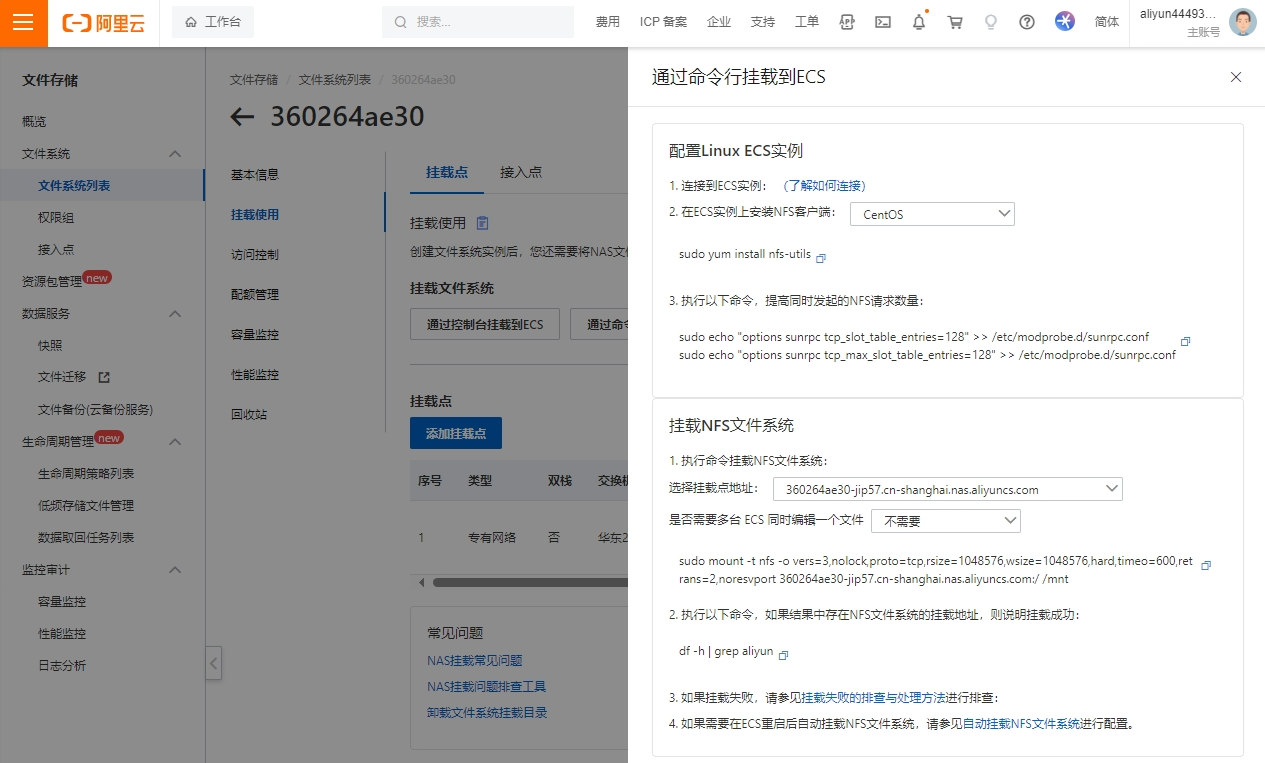 阿里云
工作台
搜索...
费用
ICP 备案
企业
支持
工单
简体
aliyun44493...
主账号
文件存储
概览
文件系统
文件系统列表
权限组
接入点
资源包管理 new
数据服务
快照
文件迁移
文件备份(云备份服务)
生命周期管理 new
生命周期策略列表
低频存储文件管理
数据取回任务列表
监控审计
容量监控
性能监控
日志分析
文件存储 / 文件系统列表 / 360264ae30
360264ae30
基本信息
挂载使用
访问控制
配额管理
容量监控
性能监控
回收站
挂载点
接入点
挂载使用
创建文件系统实例后，您还需要将NAS文
挂载文件系统
通过控制台挂载到ECS
通过命
挂载点
添加挂载点
序号 类型 双栈 交换
1 专有网络 否 华东2
常见问题
NAS挂载常见问题
NAS挂载问题排查工具
卸载文件系统挂载目录
通过命令行挂载到ECS
配置Linux ECS实例
1. 连接到ECS实例： （了解如何连接）
2. 在ECS实例上安装NFS客户端： CentOS
sudo yum install nfs-utils
3. 执行以下命令，提高同时发起的NFS请求数量：
sudo echo "options sunrpc tcp_slot_table_entries=128" >> /etc/modprobe.d/sunrpc.conf
sudo echo "options sunrpc tcp_max_slot_table_entries=128" >> /etc/modprobe.d/sunrpc.conf
挂载NFS文件系统
1. 执行命令挂载NFS文件系统：
选择挂载点地址： 360264ae30-jip57.cn-shanghai.nas.aliyuncs.com
是否需要多台 ECS 同时编辑一个文件 不需要
sudo mount -t nfs -o vers=3,nolock,proto=tcp,rsize=1048576,wsize=1048576,hard,timeo=600,ret
rans=2,noresvport 360264ae30-jip57.cn-shanghai.nas.aliyuncs.com:/ /mnt
2. 执行以下命令，如果结果中存在NFS文件系统的挂载地址，则说明挂载成功：
df -h | grep aliyun
3. 如果挂载失败，请参见挂载失败的排查与处理方法进行排查：
4. 如果需要在ECS重启后自动挂载NFS文件系统，请参见自动挂载NFS文件系统进行配置。